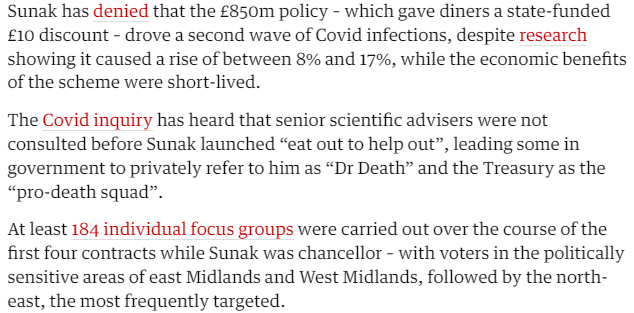 Sunak has denied that the £850m policy – which gave diners a state-funded
£10 discount – drove a second wave of Covid infections, despite research
showing it caused a rise of between 8% and 17%, while the economic benefits
of the scheme were short-lived.
The Covid inquiry has heard that senior scientific advisers were not
consulted before Sunak launched “eat out to help out”, leading some in
government to privately refer to him as “Dr Death” and the Treasury as the
“pro-death squad”.
At least 184 individual focus groups were carried out over the course of the
first four contracts while Sunak was chancellor – with voters in the politically
sensitive areas of east Midlands and West Midlands, followed by the north-
east, the most frequently targeted.